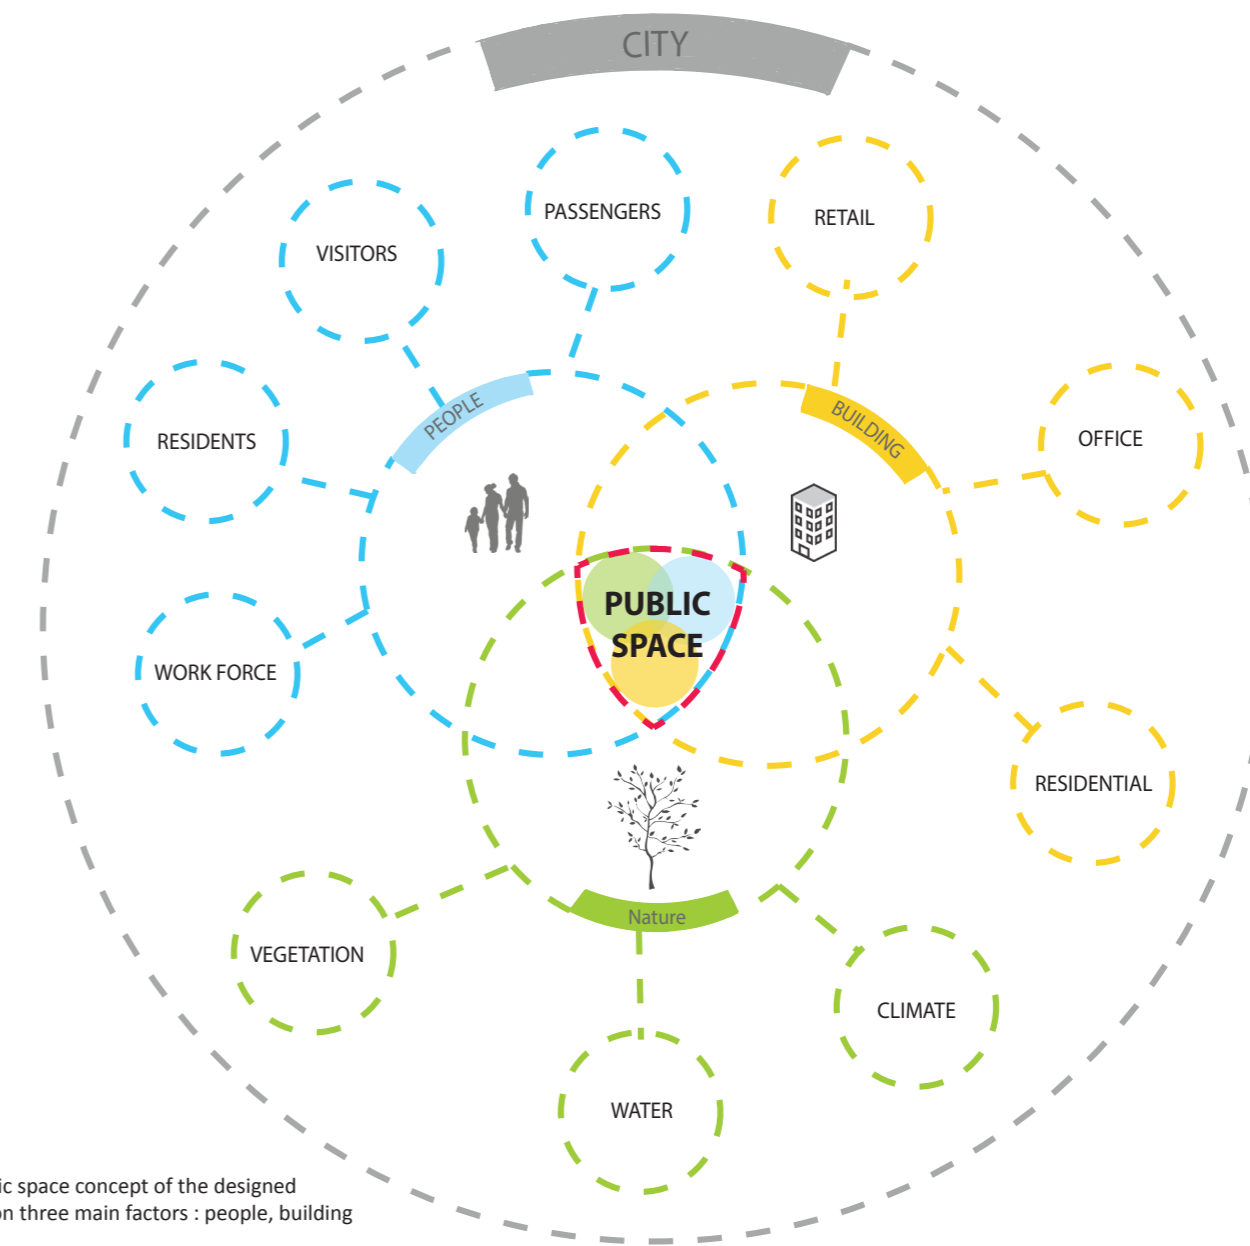 CITY
PASSENGERS
RETAIL
VISITORS
PEOPLE
BUILDING
RESIDENTS
OFFICE
PUBLIC
SPACE
WORK FORCE
RESIDENTIAL
Nature
VEGETATION
CLIMATE
WATER
ic space concept of the designed
on three main factors : people, building